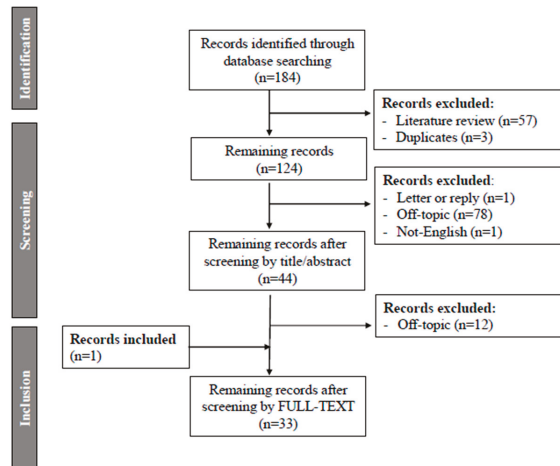 Identification
Records identified through
database searching
(n=184)
Records excluded:
- Literature review (n=57)
- Duplicates (n=3)
Screening
Remaining records
(n=124)
Records excluded:
- Letter or reply (n=1)
- Off-topic (n=78)
- Not-English (n=1)
Remaining records after
screening by title/abstract
(n=44)
Records excluded:
- Off-topic (n=12)
Inclusion
Records included
(n=1)
Remaining records after
screening by FULL-TEXT
(n=33)